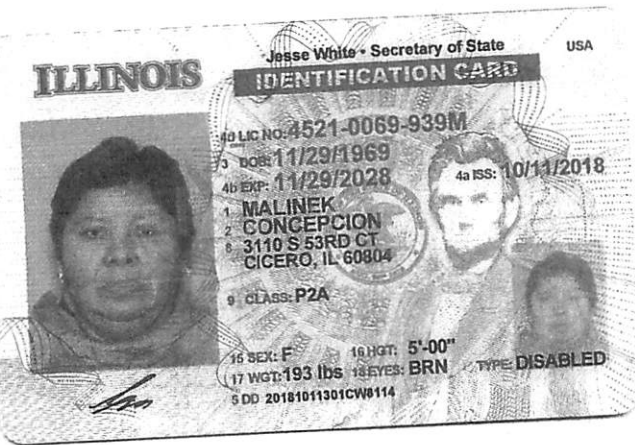 ILLINOIS
Jesse White • Secretary of State
USA
IDENTIFICATION CARD
4d LIC NO: 4521-0069-939M
3 DOB: 11/29/1969
4b EXP: 11/29/2028
4a ISS: 10/11/2018
1 MALINEK
2 CONCEPCION
8 3110 S 53RD CT
CICERO, IL 60804
9 CLASS: P2A
15 SEX: F 16 HGT: 5'-00"
17 WGT: 193 lbs 18 EYES: BRN TYPE: DISABLED
5 DD 20181011301CW8114